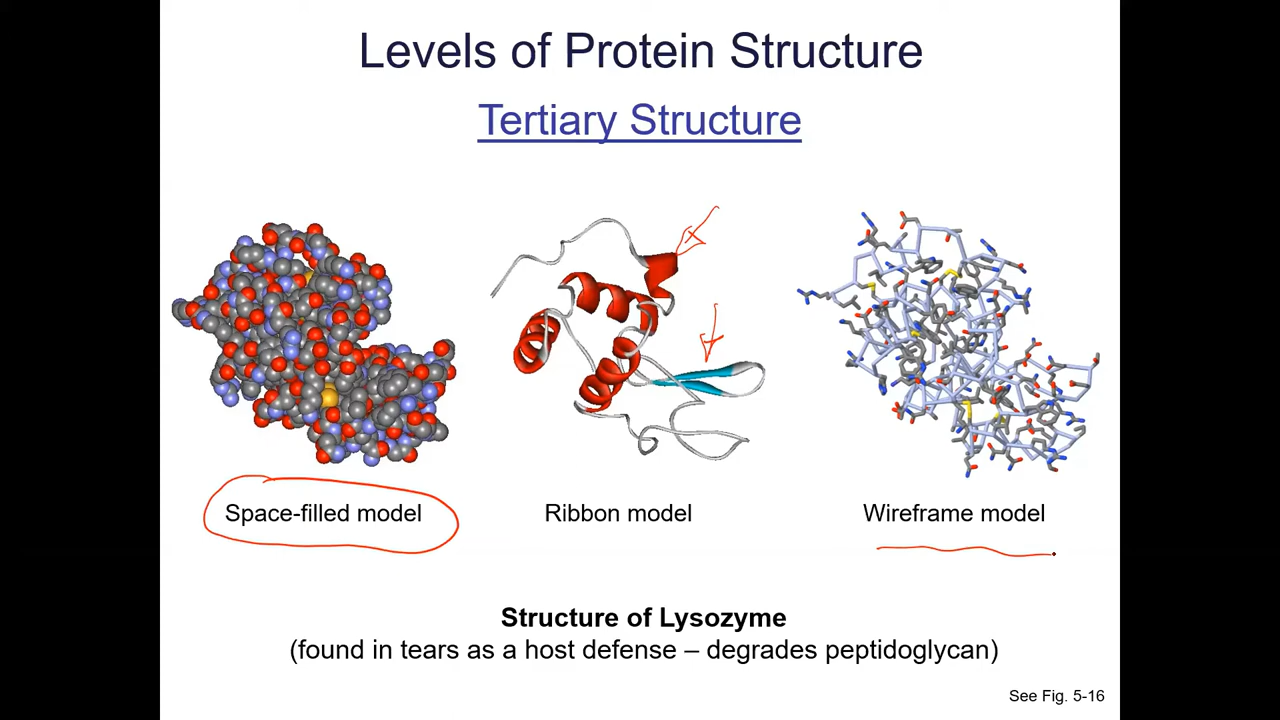 Levels of Protein Structure
Tertiary Structure
Space-filled model
Ribbon model
Wireframe model
Structure of Lysozyme
(found in tears as a host defense – degrades peptidoglycan)
See Fig. 5-16